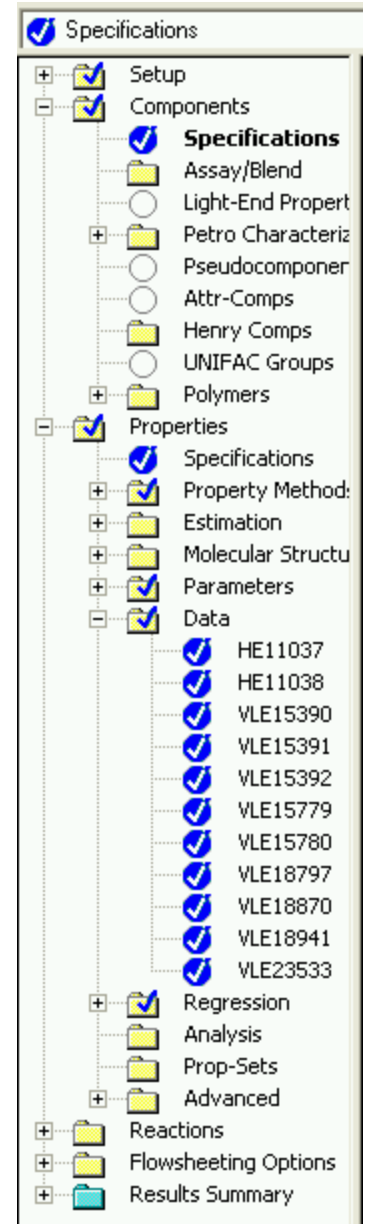 Specifications
Setup
Components
Specifications
Assay/Blend
Light-End Propert
Petro Characteriz
Pseudocomponer
Attr-Comps
Henry Comps
UNIFAC Groups
Polymers
Properties
Specifications
Property Method:
Estimation
Molecular Structu
Parameters
Data
HE11037
HE11038
VLE15390
VLE15391
VLE15392
VLE15779
VLE15780
VLE18797
VLE18870
VLE18941
VLE23533
Regression
Analysis
Prop-Sets
Advanced
Reactions
Flowsheeting Options
Results Summary